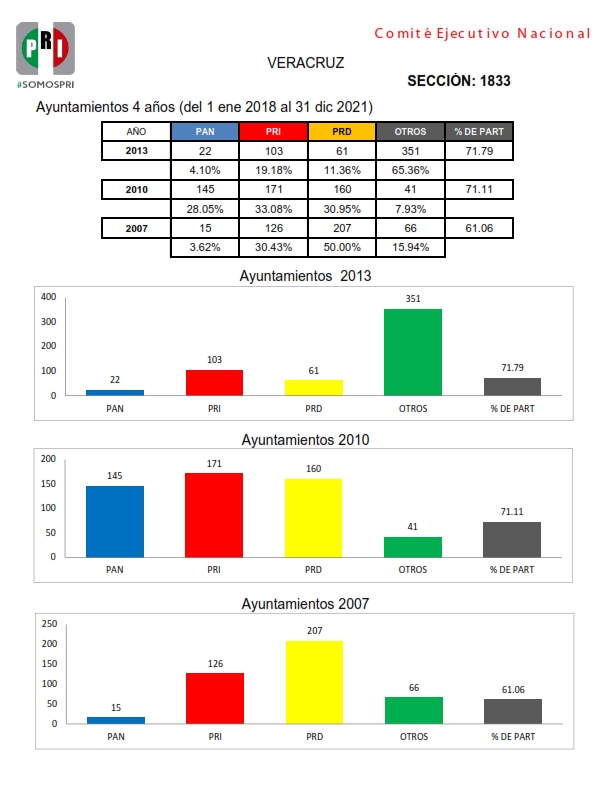 Comité Ejecutivo Nacional
PRI
#SOMOSPRI
VERACRUZ
SECCIÓN: 1833
Ayuntamientos 4 años (del 1 ene 2018 al 31 dic 2021)
AÑO PAN PRI PRD OTROS % DE PART
2013 22 103 61 351 71.79
4.10% 19.18% 11.36% 65.36%
2010 145 171 160 41 71.11
28.05% 33.08% 30.95% 7.93%
2007 15 126 207 66 61.06
3.62% 30.43% 50.00% 15.94%
Ayuntamientos 2013
400
300
200
100
0
22 103 61 351 71.79
PAN PRI PRD OTROS % DE PART
Ayuntamientos 2010
200
150
100
50
0
145 171 160 41 71.11
PAN PRI PRD OTROS % DE PART
Ayuntamientos 2007
250
200
150
100
50
0
15 126 207 66 61.06
PAN PRI PRD OTROS % DE PART